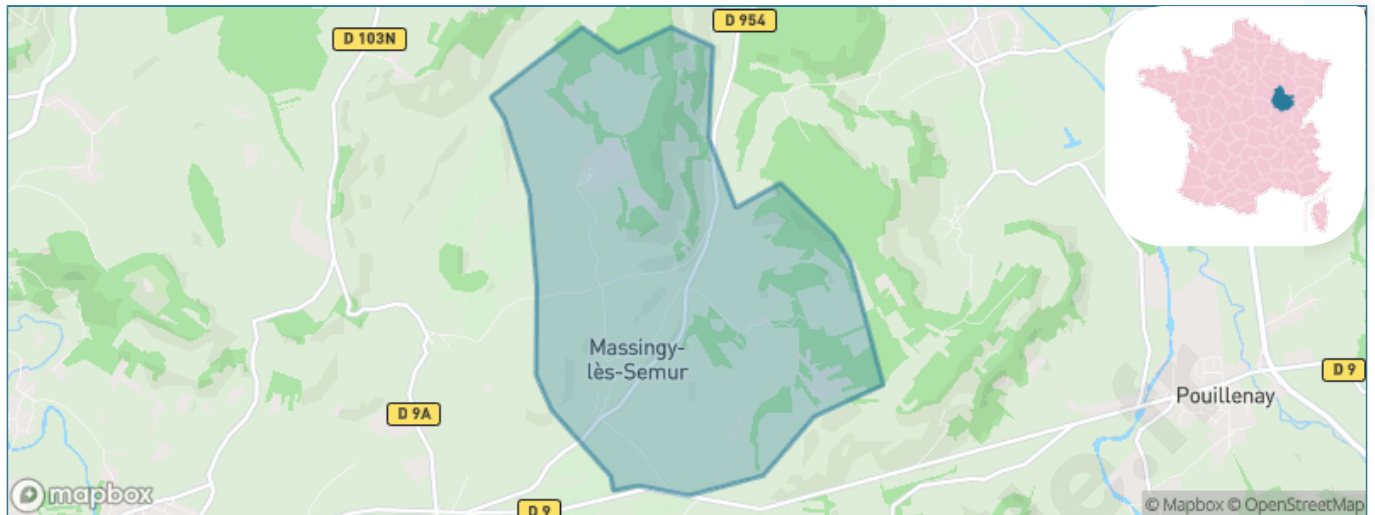 D 954
D 103N
Massingy-
lès-Semur
D 9
Pouillenay
D 9A
mapbox
© Mapbox © OpenStreetMap
D 9